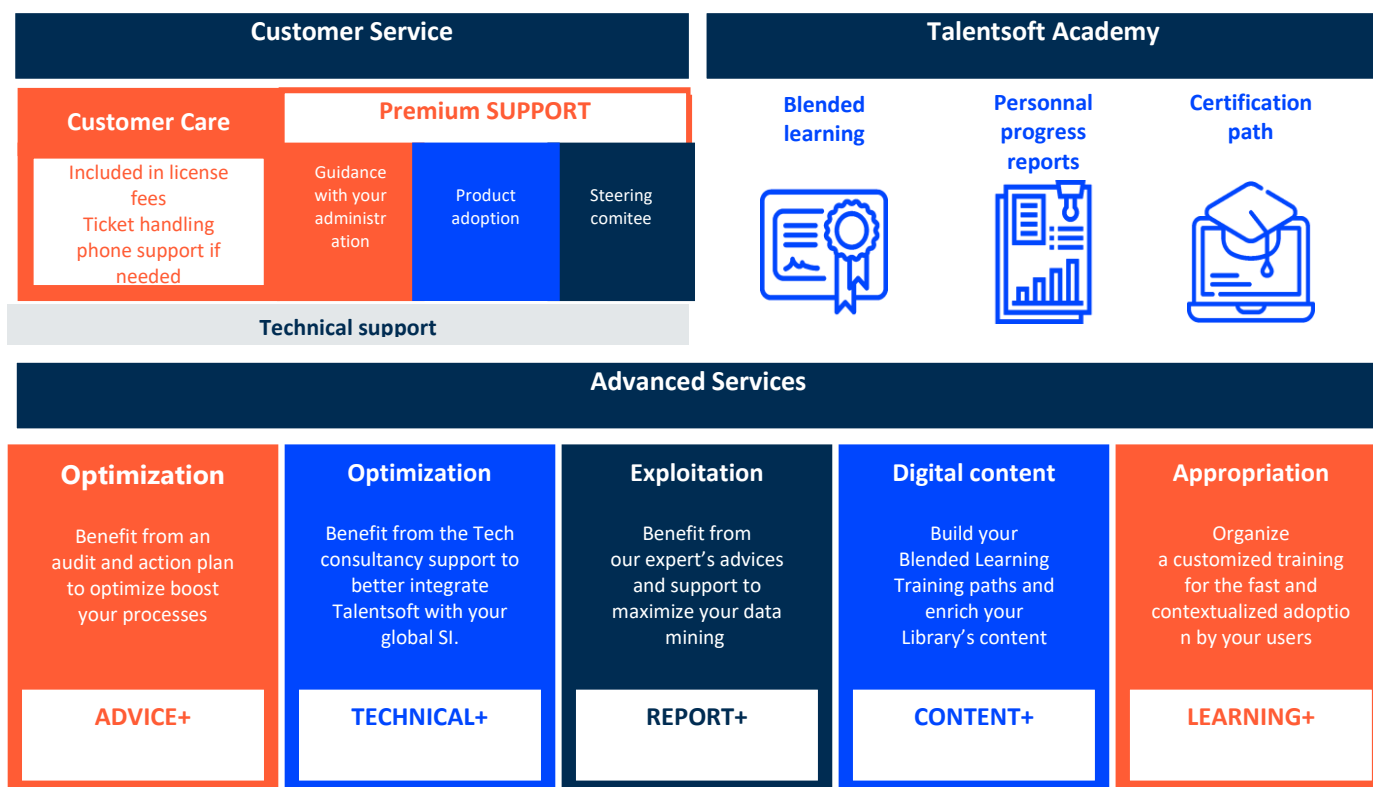 Customer Service
Customer Care
Included in license
fees
Ticket handling
phone support if
needed
Premium SUPPORT
Guidance
with your
administr
ation
Product
adoption
Steering
comitee
Technical support
Talentsoft Academy
Blended
learning
Personnal
progress
reports
Certification
path
Advanced Services
Optimization
Benefit from an
audit and action plan
to optimize boost
your processes
ADVICE+
Optimization
Benefit from the Tech
consultancy support to
better integrate
Talentsoft with your
global SI.
TECHNICAL+
Exploitation
Benefit from
our expert's advices
and support to
maximize your data
mining
REPORT+
Digital content
Build your
Blended Learning
Training paths and
enrich your
Library's content
CONTENT+
Appropriation
Organize
a customized training
for the fast and
contextualized adoptio
n by your users
LEARNING+